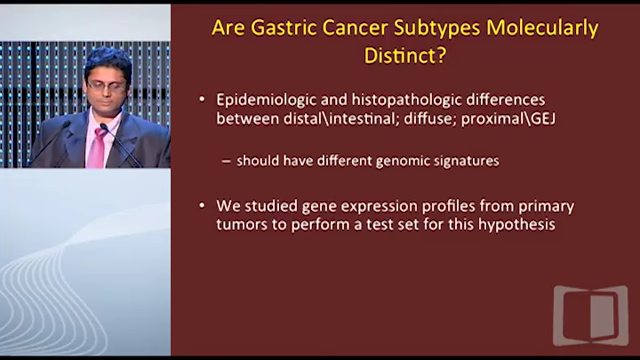 Are Gastric Cancer Subtypes Molecularly
Distinct?
• Epidemiologic and histopathologic differences
between distal\intestinal; diffuse; proximal\GEJ
– should have different genomic signatures
• We studied gene expression profiles from primary
tumors to perform a test set for this hypothesis